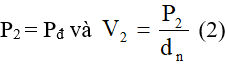 P₂ = Pđ và V₂ = P₂/dₙ (2)